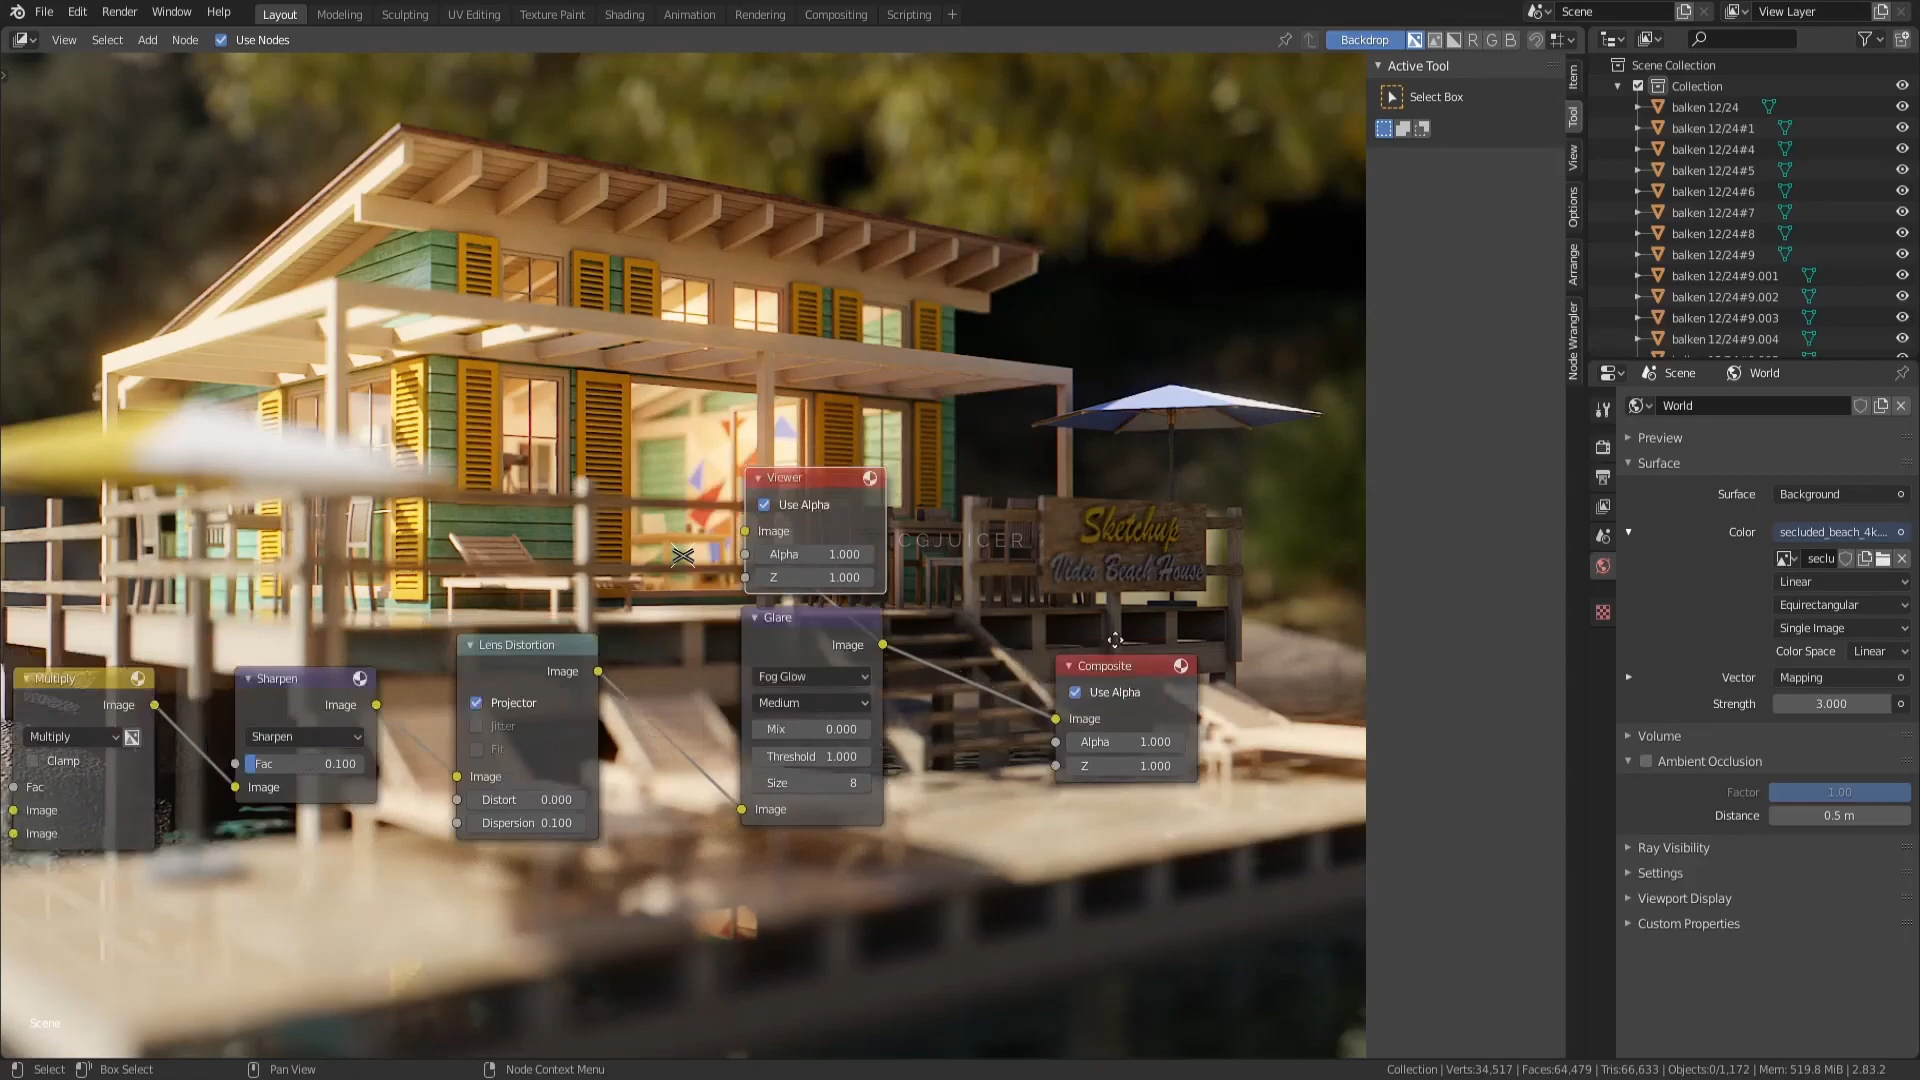 File Edit Render Window Help
Layout Modeling Sculpting UV Editing Texture Paint Shading Animation Rendering Compositing Scripting +
Scene
View Layer
View Select Add Node Use Nodes
Backdrop
R G B
Active Tool
Select Box
Item
Tool
View
Options
Arrange
Node Wrangler
Scene Collection
Collection
balken 12/24
balken 12/24#1
balken 12/24#4
balken 12/24#5
balken 12/24#6
balken 12/24#7
balken 12/24#8
balken 12/24#9
balken 12/24#9.001
balken 12/24#9.002
balken 12/24#9.003
balken 12/24#9.004
Scene World
World
Preview
Surface
Surface Background
Color secluded_beach_4k....
seclu
Linear
Equirectangular
Single Image
Color Space Linear
Vector Mapping
Strength 3.000
Volume
Ambient Occlusion
Factor 1.00
Distance 0.5 m
Ray Visibility
Settings
Viewport Display
Custom Properties
Viewer
Use Alpha
Image
Alpha 1.000
Z 1.000
CGJUICER
Sketchup
Video Beach House
Glare
Image
Fog Glow
Medium
Mix 0.000
Threshold 1.000
Size 8
Image
Lens Distortion
Image
Projector
Jitter
Fit
Image
Distort 0.000
Dispersion 0.100
Composite
Use Alpha
Image
Alpha 1.000
Z 1.000
Multiply
Image
Multiply
Clamp
Fac
Image
Image
Sharpen
Image
Sharpen
Fac 0.100
Image
Scene
Select Box Select Pan View Node Context Menu
Collection | Verts:34,517 | Faces:64,479 | Tris:66,633 | Objects:0/1,172 | Mem: 519.8 MiB | 2.83.2